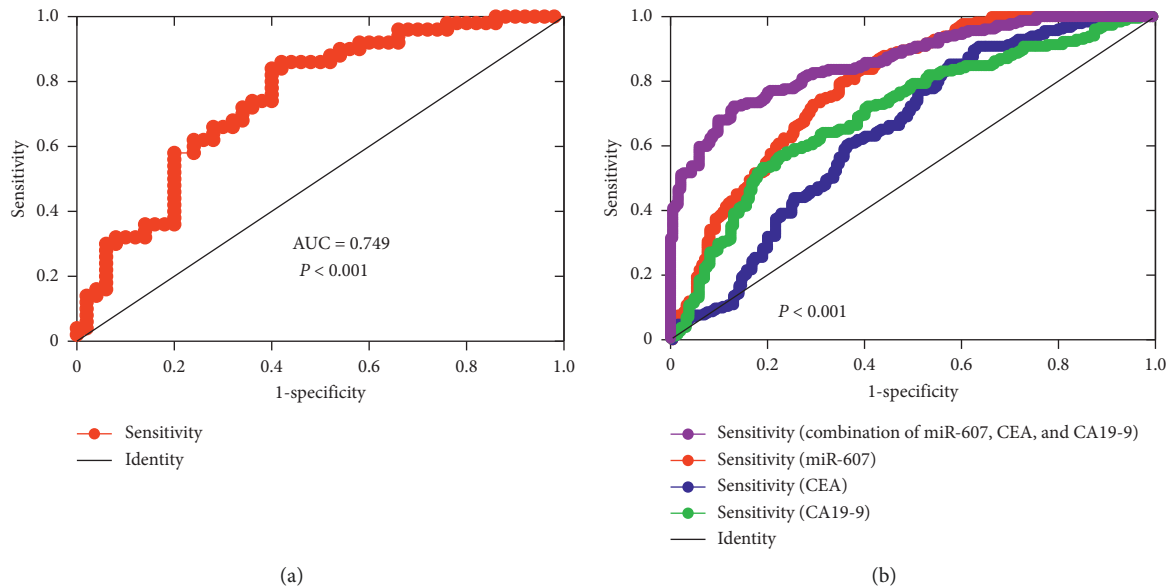 1.0
0.8
0.6
0.4
0.2
0
Sensitivity
AUC = 0.749
P < 0.001
0 0.2 0.4 0.6 0.8 1.0
1-specificity
Sensitivity
Identity
(a)
1.0
0.8
0.6
0.4
0.2
0
Sensitivity
P < 0.001
0 0.2 0.4 0.6 0.8 1.0
1-specificity
Sensitivity (combination of miR-607, CEA, and CA19-9)
Sensitivity (miR-607)
Sensitivity (CEA)
Sensitivity (CA19-9)
Identity
(b)